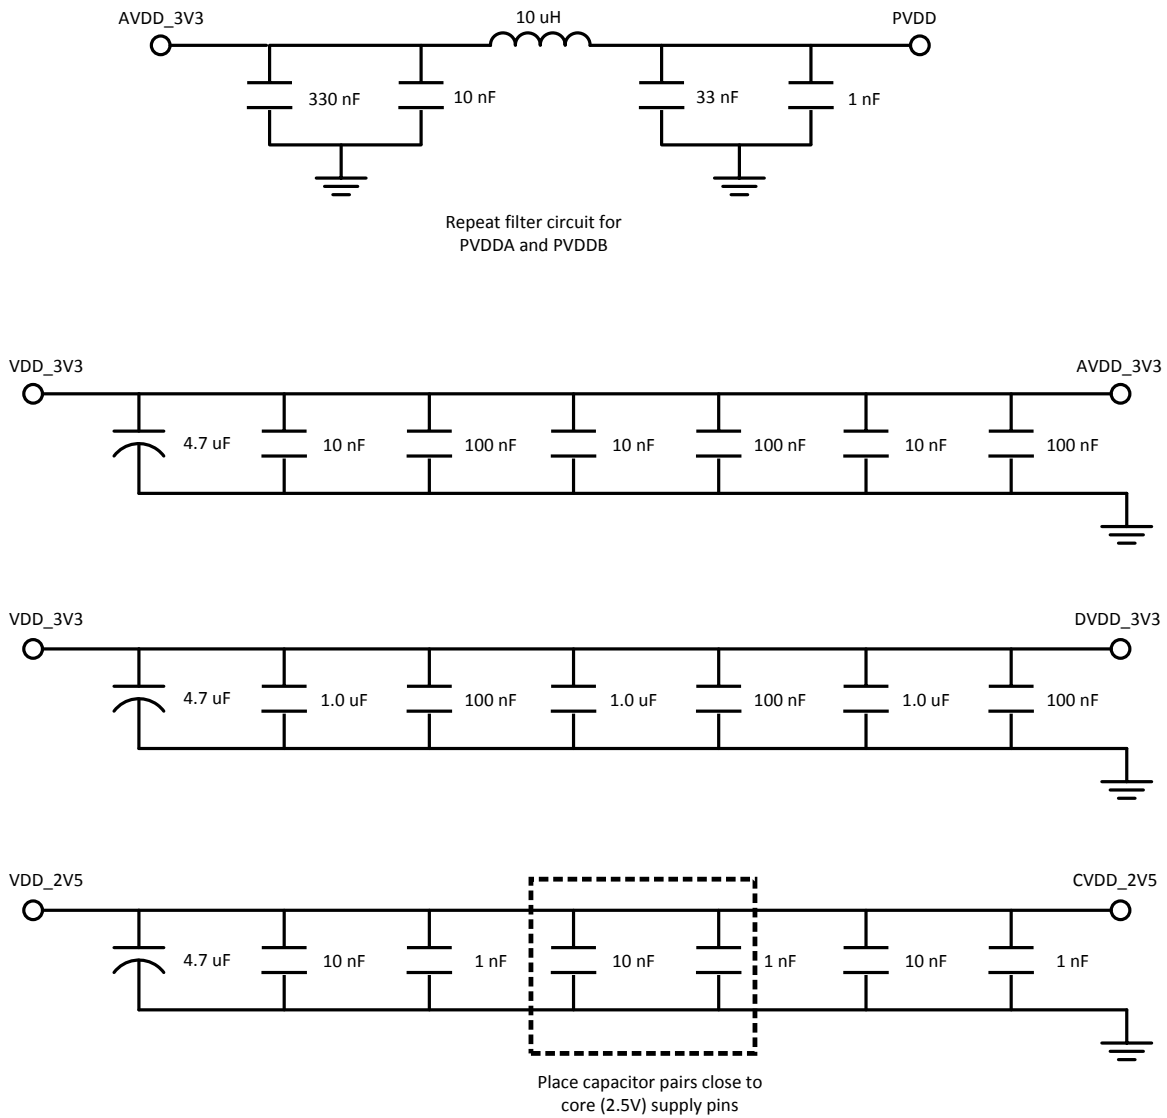 AVDD_3V3
10 uH
PVDD
330 nF
10 nF
33 nF
1 nF
Repeat filter circuit for
PVDDA and PVDDB
VDD_3V3
AVDD_3V3
4.7 uF
10 nF
100 nF
10 nF
100 nF
10 nF
100 nF
VDD_3V3
DVDD_3V3
4.7 uF
1.0 uF
100 nF
1.0 uF
100 nF
1.0 uF
100 nF
VDD_2V5
CVDD_2V5
4.7 uF
10 nF
1 nF
10 nF
1 nF
10 nF
1 nF
Place capacitor pairs close to
core (2.5V) supply pins